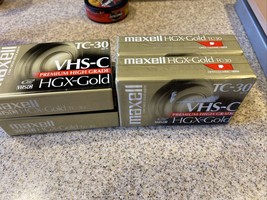 maxell HGX-Gold TC-30
maxell HGX-Gold TC-30
maxell
TC-30
VHS-C
PREMIUM HIGH GRADE
HGX-Gold
maxell
TC-30
VHS-C
PREMIUM HIGH GRADE
HGX-Gold